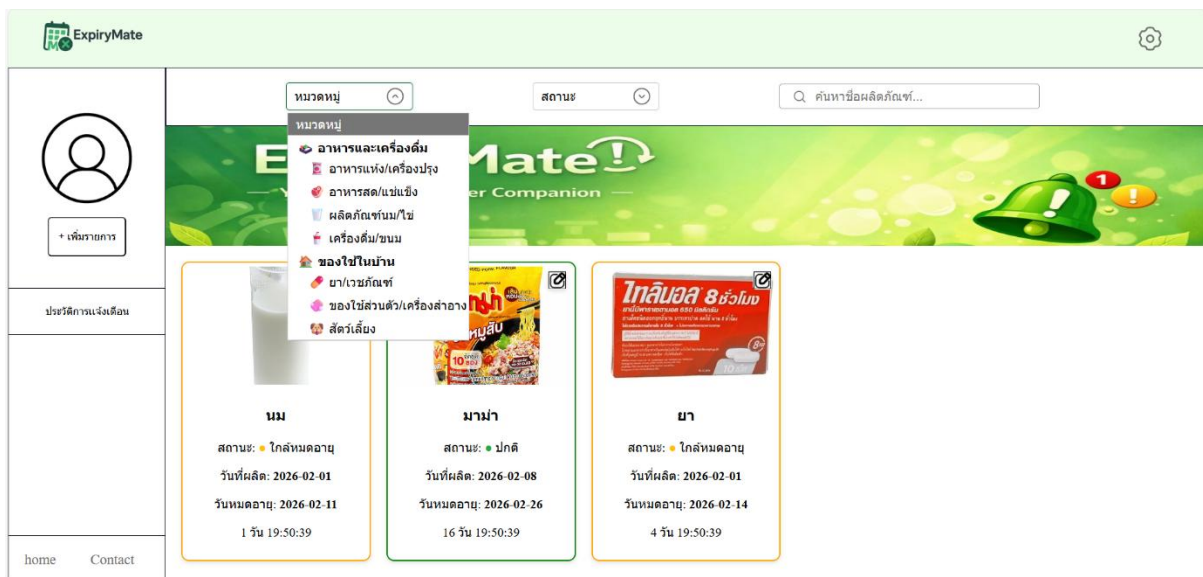 ExpiryMate
หมวดหมู่
สถานะ
ค้นหาชื่อผลิตภัณฑ์...
+ เพิ่มรายการ
ประวัติการแจ้งเตือน
home Contact
หมวดหมู่
อาหารและเครื่องดื่ม
อาหารแห้ง/เครื่องปรุง
อาหารสด/แช่แข็ง
ผลิตภัณฑ์นม/ไข่
เครื่องดื่ม/ขนม
ของใช้ในบ้าน
ยา/เวชภัณฑ์
ของใช้ส่วนตัว/เครื่องสำอาง
สัตว์เลี้ยง
E Mate!
Y er Companion
1
!
นม
สถานะ: ใกล้หมดอายุ
วันที่ผลิต: 2026-02-01
วันหมดอายุ: 2026-02-11
1 วัน 19:50:39
หมูสับ
10
มาม่า
สถานะ: ปกติ
วันที่ผลิต: 2026-02-08
วันหมดอายุ: 2026-02-26
16 วัน 19:50:39
ไทลินอล 8 ชั่วโมง
ยา
สถานะ: ใกล้หมดอายุ
วันที่ผลิต: 2026-02-01
วันหมดอายุ: 2026-02-14
4 วัน 19:50:39